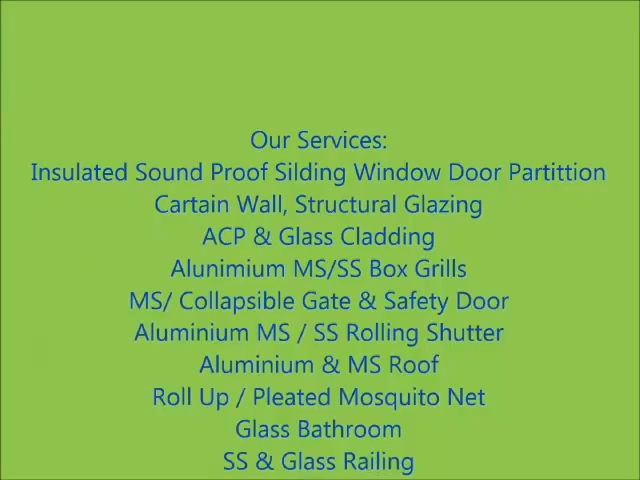 Our Services:
Insulated Sound Proof Silding Window Door Partittion
Cartain Wall, Structural Glazing
ACP & Glass Cladding
Alunimium MS/SS Box Grills
MS/ Collapsible Gate & Safety Door
Aluminium MS / SS Rolling Shutter
Aluminium & MS Roof
Roll Up / Pleated Mosquito Net
Glass Bathroom
SS & Glass Railing